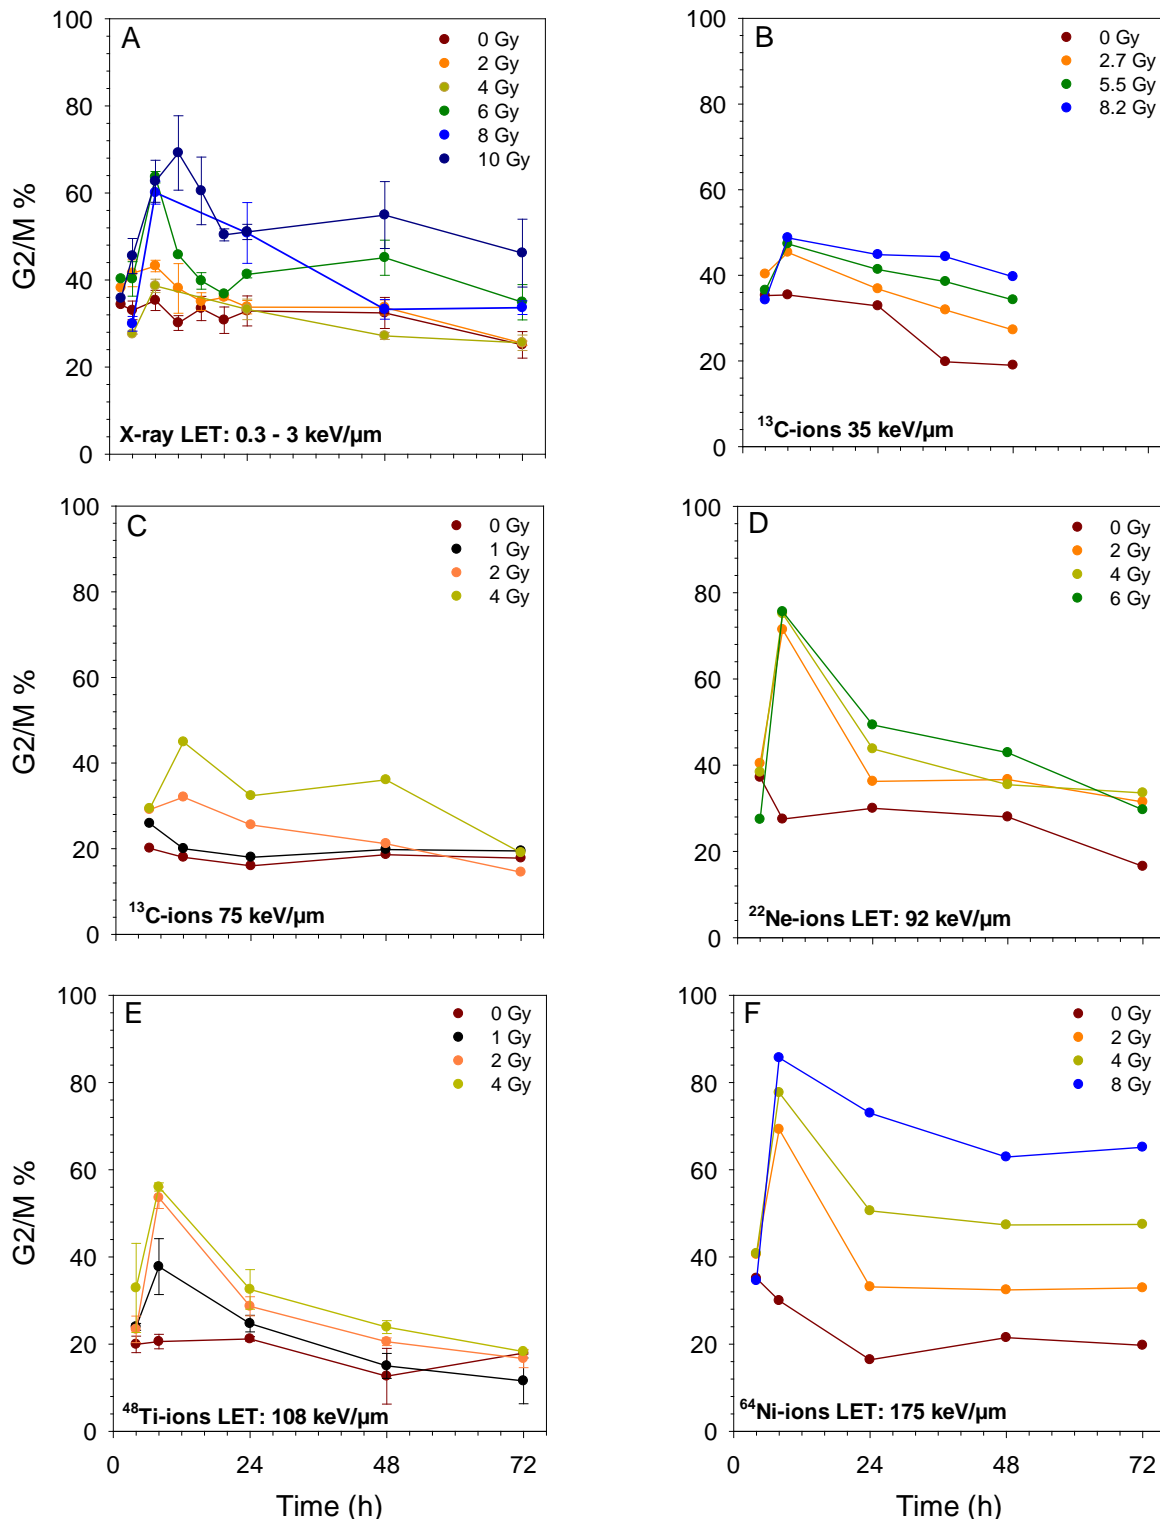 A
B
100
80
60
40
20
0
G2/M %
0 Gy
2 Gy
4 Gy
6 Gy
8 Gy
10 Gy
X-ray LET: 0.3 - 3 keV/µm
100
80
60
40
20
0
0 Gy
2.7 Gy
5.5 Gy
8.2 Gy
¹³C-ions 35 keV/µm
C
D
100
80
60
40
20
0
G2/M %
0 Gy
1 Gy
2 Gy
4 Gy
¹³C-ions 75 keV/µm
100
80
60
40
20
0
0 Gy
2 Gy
4 Gy
6 Gy
²²Ne-ions LET: 92 keV/µm
E
F
100
80
60
40
20
0
G2/M %
0 Gy
1 Gy
2 Gy
4 Gy
⁴⁸Ti-ions LET: 108 keV/µm
0 24 48 72
Time (h)
100
80
60
40
20
0
0 Gy
2 Gy
4 Gy
8 Gy
⁶⁴Ni-ions LET: 175 keV/µm
0 24 48 72
Time (h)